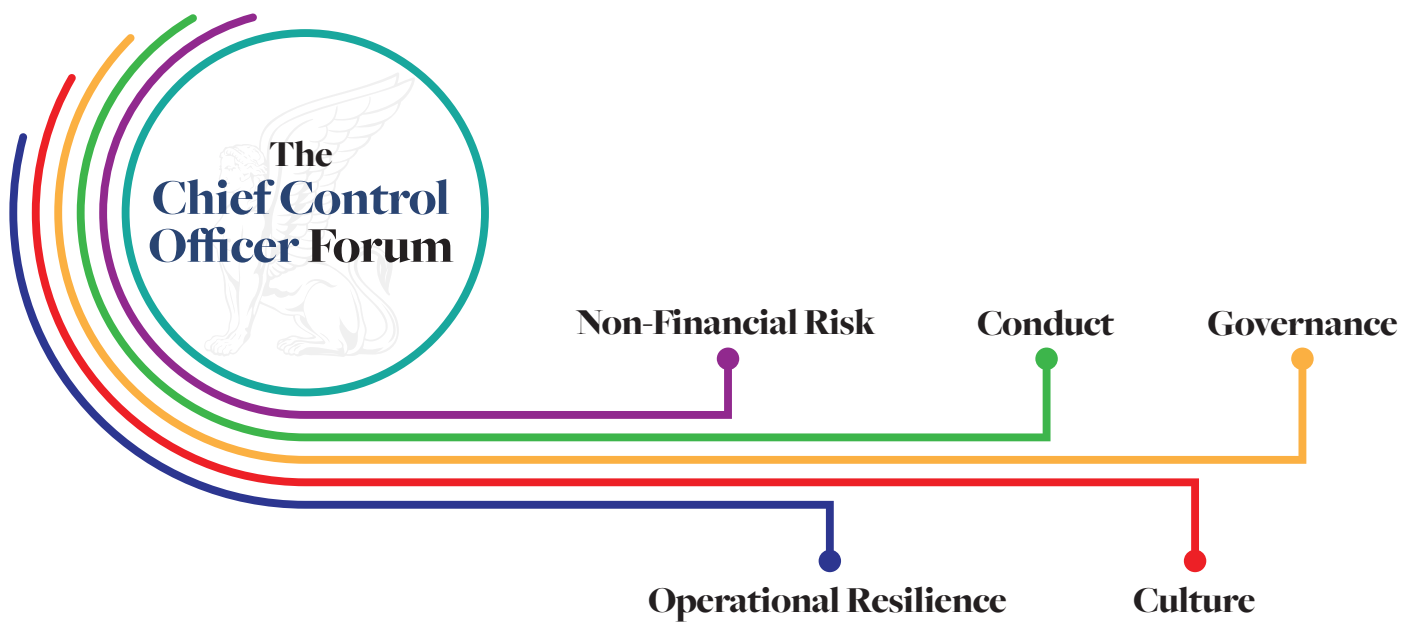 The
Chief Control
Officer Forum
Non-Financial Risk
Conduct
Governance
Operational Resilience
Culture